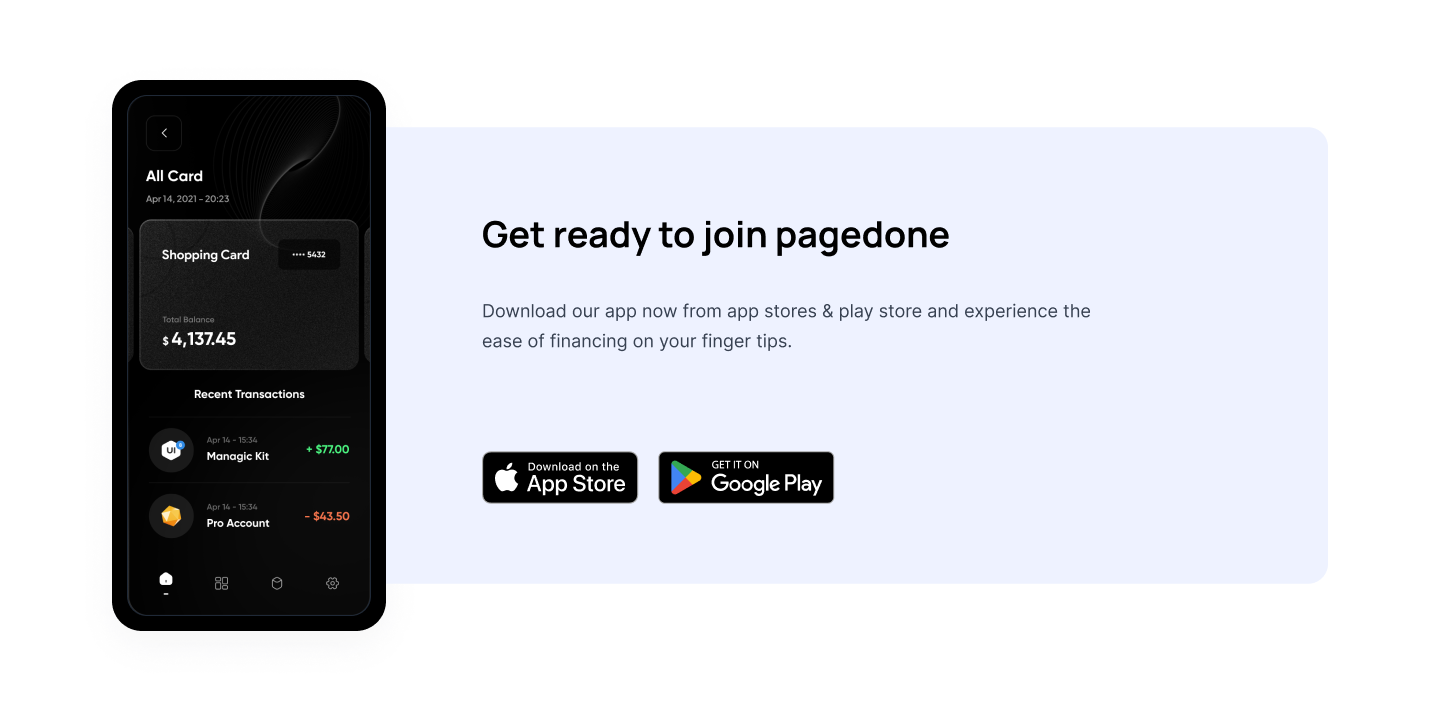 All Card
Apr 14, 2021 - 20:23
Shopping Card
•••• 5432
Total Balance
$ 4,137.45
Recent Transactions
Apr 14 - 15:34
Managic Kit
+ $77.00
Apr 14 - 15:34
Pro Account
- $43.50
Get ready to join pagedone
Download our app now from app stores & play store and experience the
ease of financing on your finger tips.
Download on the
App Store
GET IT ON
Google Play